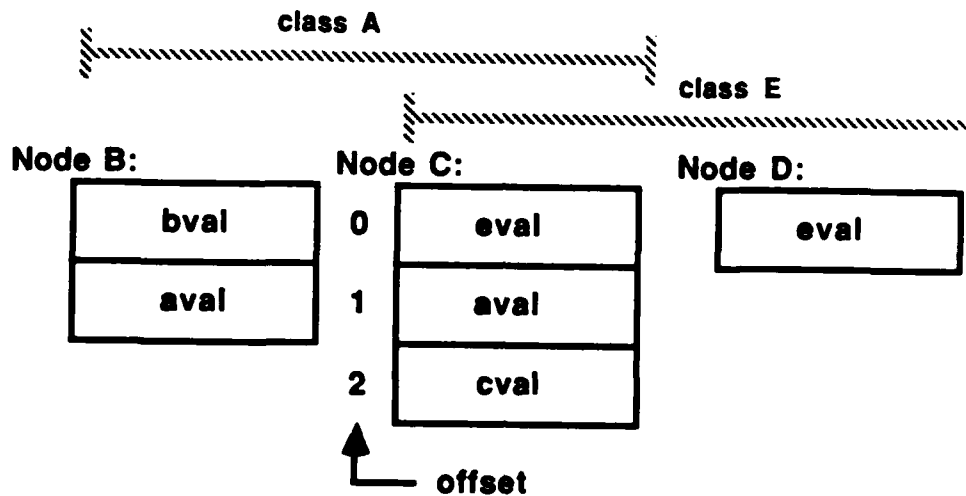 class A
class E
Node B:
Node C:
Node D:
bval
0
eval
eval
aval
1
aval
2
cval
offset